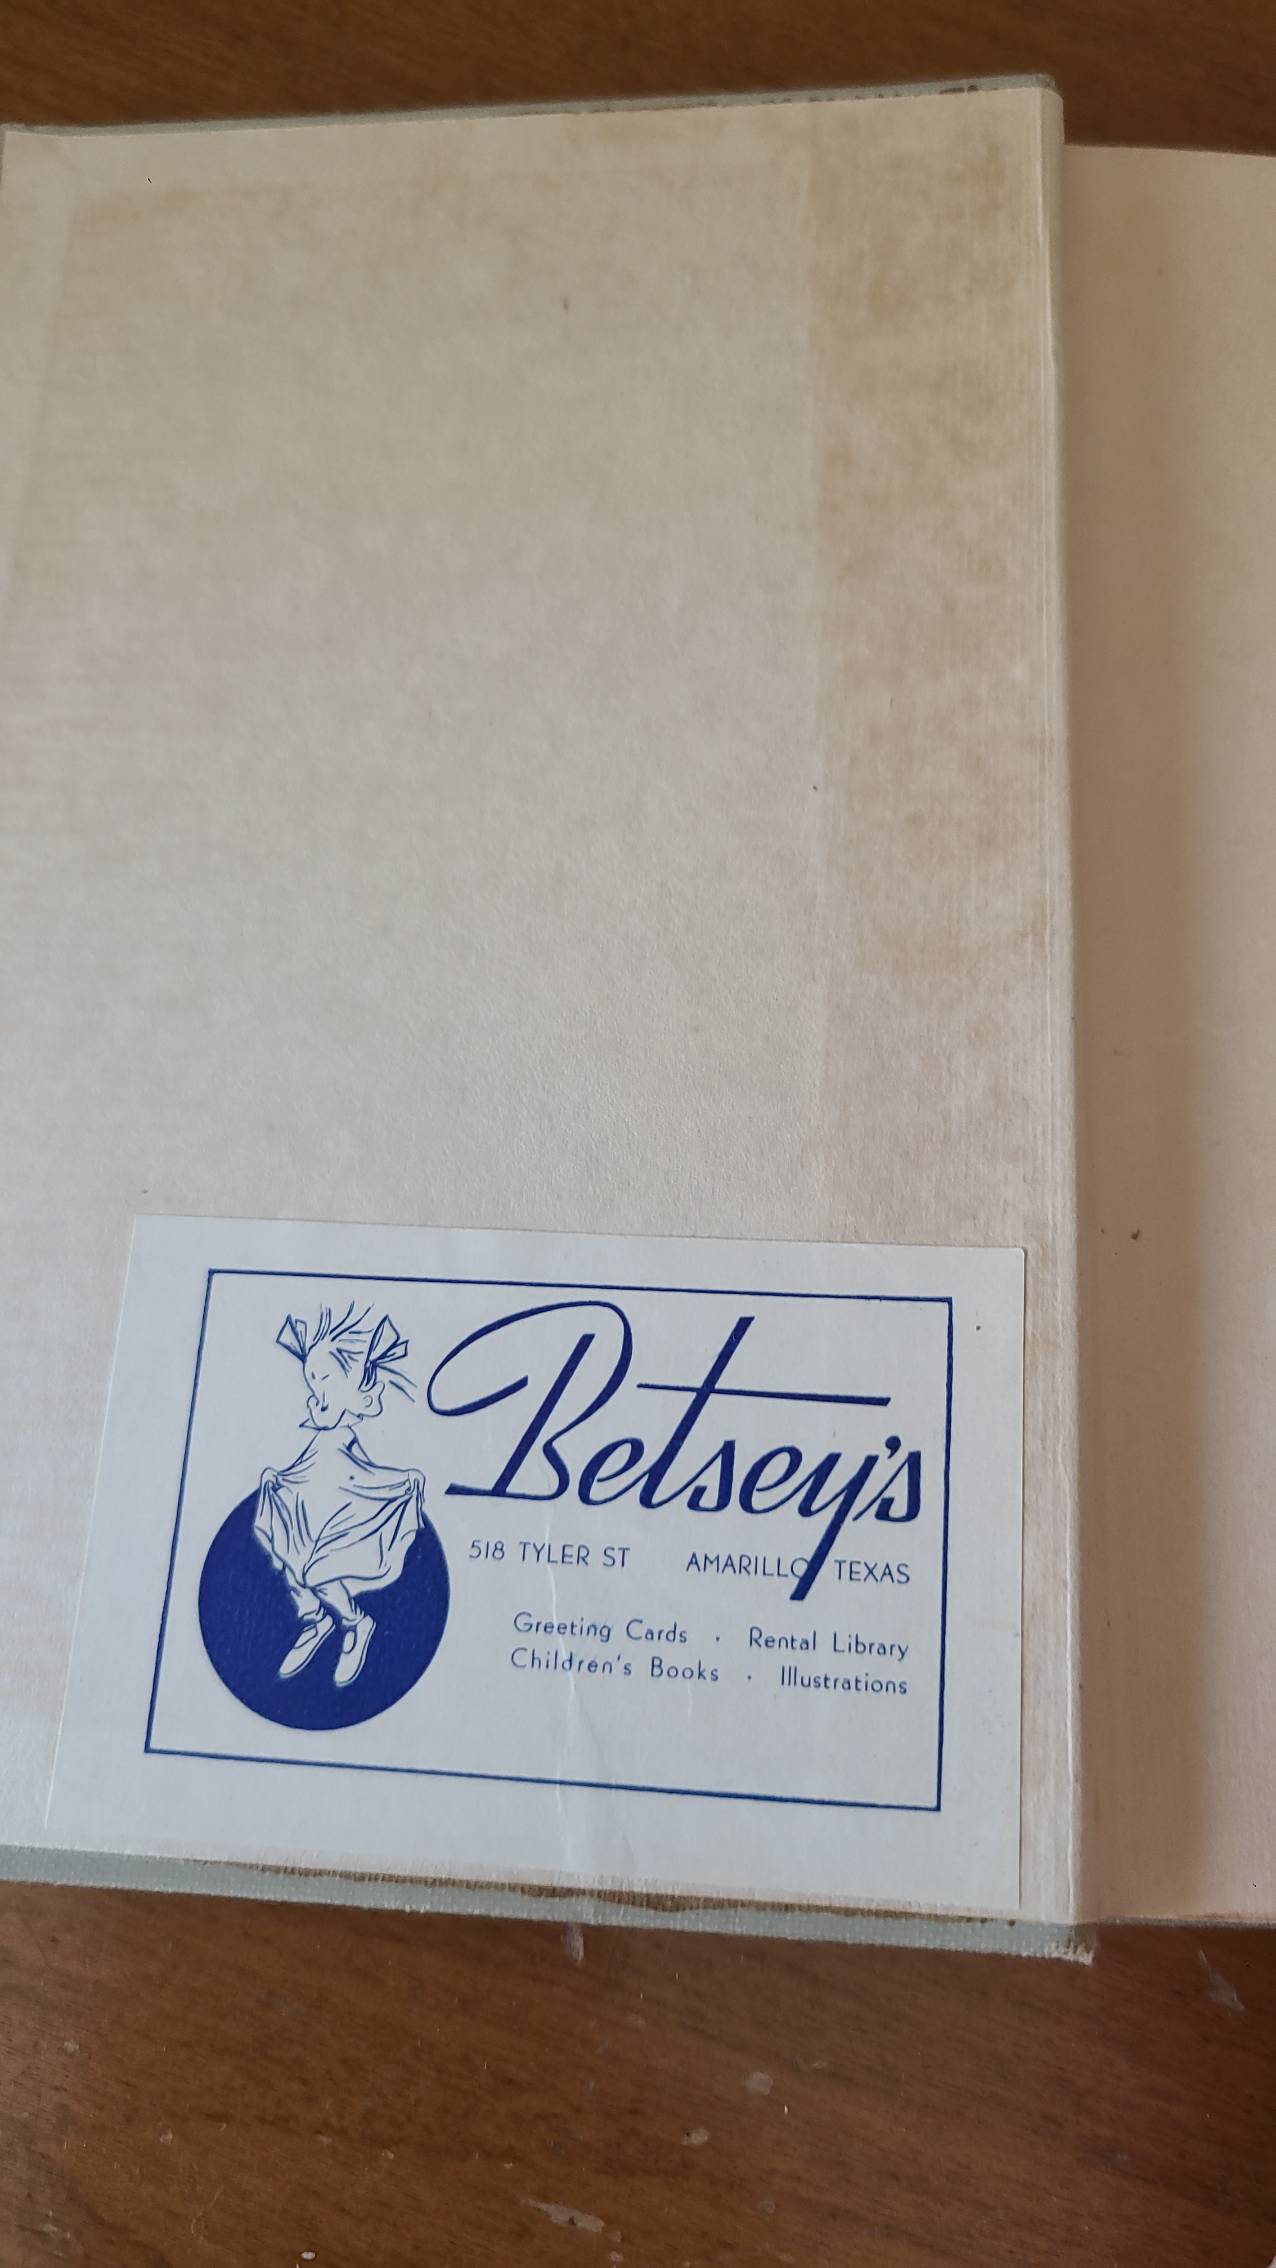 Betsey's
518 TYLER ST AMARILLO TEXAS
Greeting Cards · Rental Library
Children's Books · Illustrations